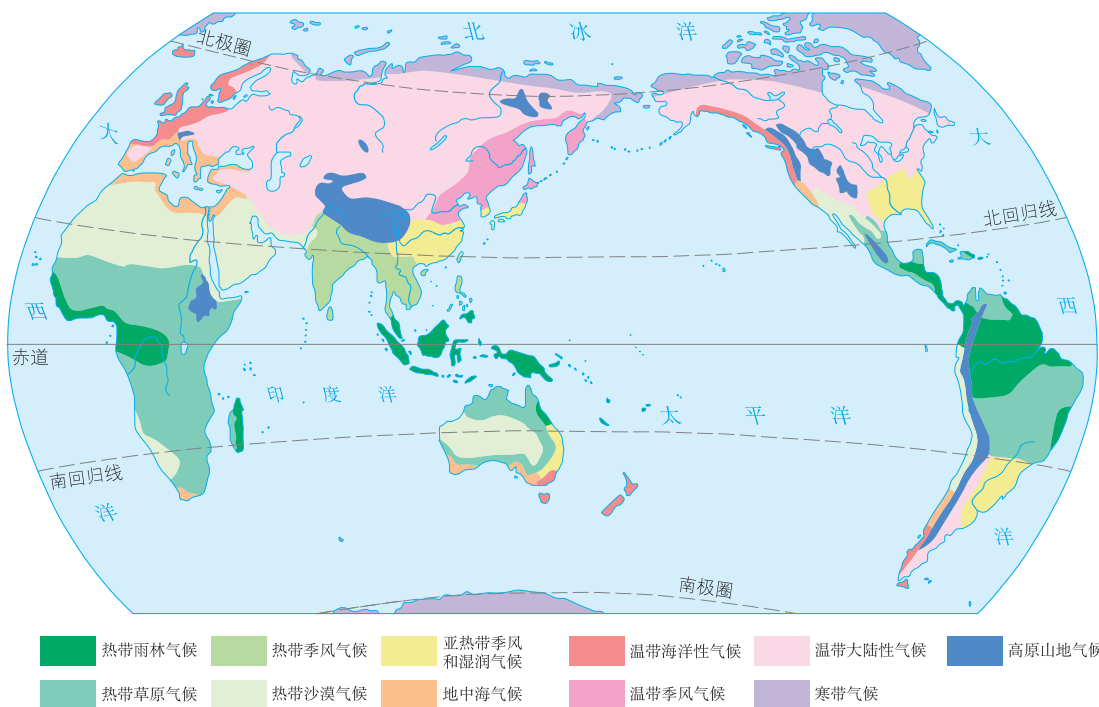 北 冰 洋
北极圈
大
大
北回归线
西
西
赤道
印 度 洋
太 平 洋
南回归线
洋
洋
南极圈
热带雨林气候
热带季风气候
亚热带季风
和湿润气候
温带海洋性气候
温带大陆性气候
高原山地气候
热带草原气候
热带沙漠气候
地中海气候
温带季风气候
寒带气候